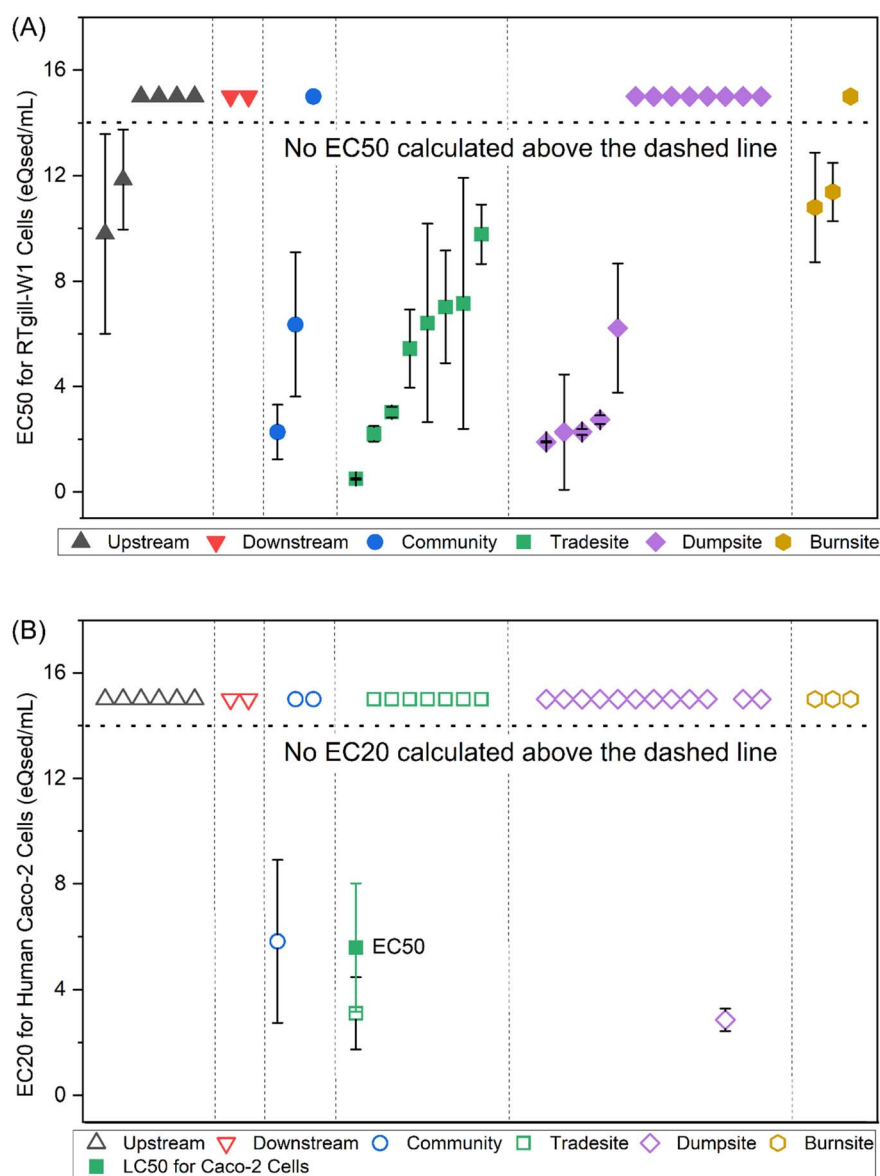 (A)
EC50 for RTgill-W1 Cells (eQsed/mL)
16
12
8
4
0
No EC50 calculated above the dashed line
Upstream Downstream Community Tradesite Dumpsite Burnsite
(B)
EC20 for Human Caco-2 Cells (eQsed/mL)
16
12
8
4
0
No EC20 calculated above the dashed line
EC50
Upstream Downstream Community Tradesite Dumpsite Burnsite
LC50 for Caco-2 Cells